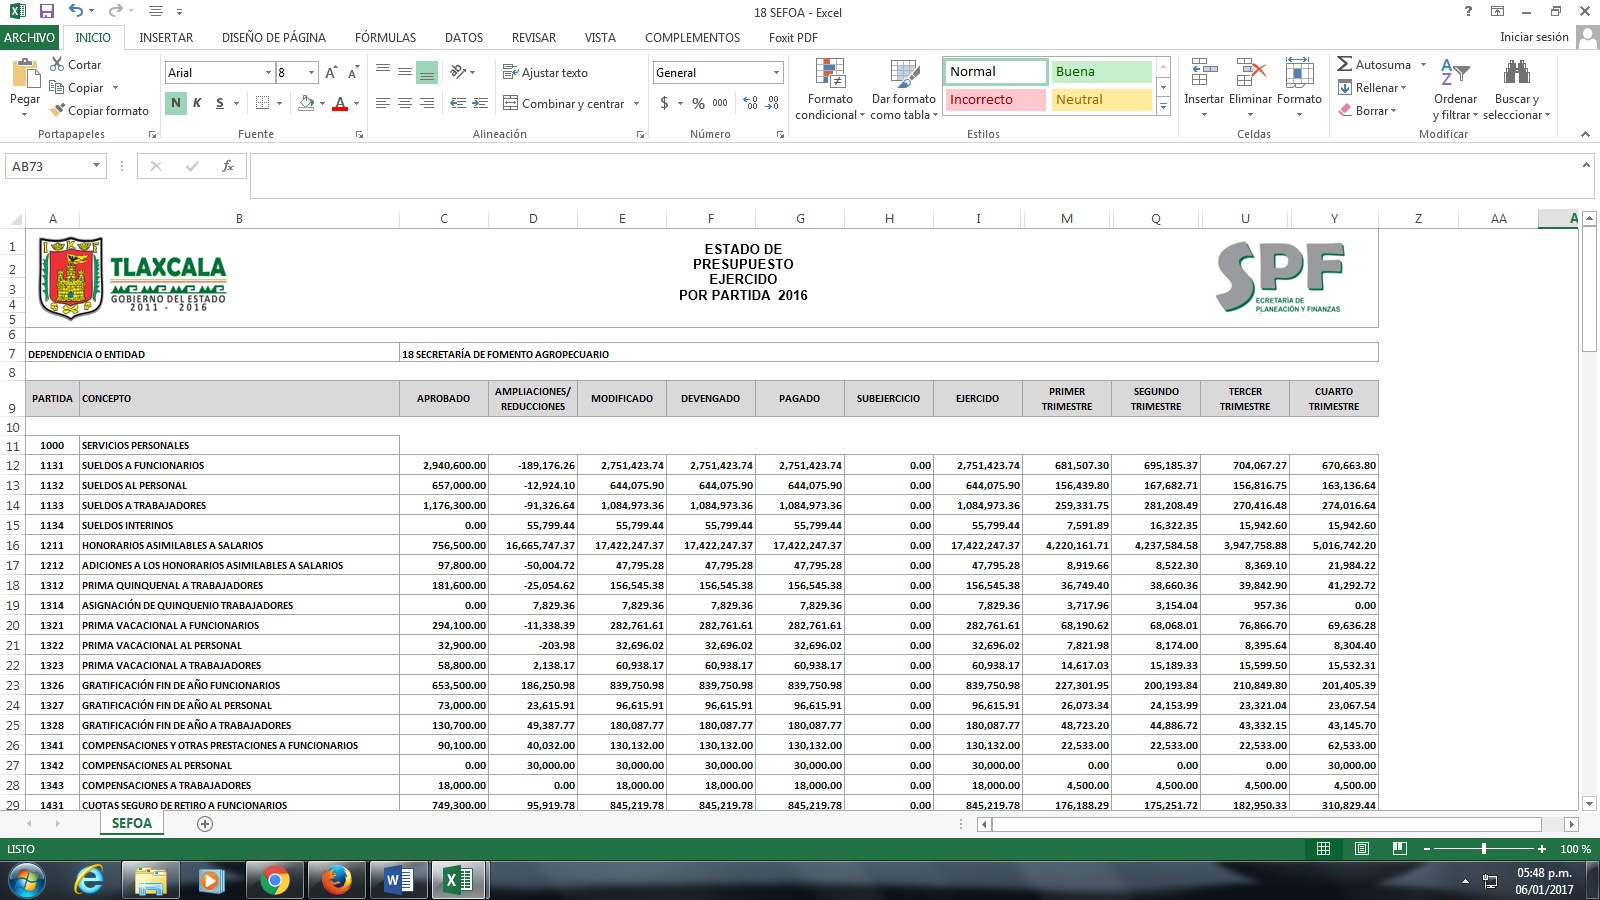 18 SEFOA - Excel
ARCHIVO INICIO INSERTAR DISEÑO DE PÁGINA FÓRMULAS DATOS REVISAR VISTA COMPLEMENTOS Foxit PDF Iniciar sesión
Pegar
Cortar
Copiar
Copiar formato
Portapapeles
Arial 8
N K S
Fuente
Ajustar texto
Combinar y centrar
Alineación
General
$ % 000
Número
Formato condicional
Dar formato como tabla
Normal Buena
Incorrecto Neutral
Estilos
Insertar Eliminar Formato
Celdas
Autosuma
Rellenar
Borrar
Ordenar y filtrar
Buscar y seleccionar
Modificar
AB73 fx
A B C D E F G H I M Q U Y Z AA A
TLAXCALA
GOBIERNO DEL ESTADO
2011 - 2016
ESTADO DE
PRESUPUESTO
EJERCIDO
POR PARTIDA 2016
SPF
ECRETARÍA DE
PLANEACIÓN Y FINANZAS
1
2
3
4
5
6
7 DEPENDENCIA O ENTIDAD 18 SECRETARÍA DE FOMENTO AGROPECUARIO
8
9 PARTIDA CONCEPTO APROBADO AMPLIACIONES/ REDUCCIONES MODIFICADO DEVENGADO PAGADO SUBEJERCICIO EJERCIDO PRIMER TRIMESTRE SEGUNDO TRIMESTRE TERCER TRIMESTRE CUARTO TRIMESTRE
10
11 1000 SERVICIOS PERSONALES
12 1131 SUELDOS A FUNCIONARIOS 2,940,600.00 -189,176.26 2,751,423.74 2,751,423.74 2,751,423.74 0.00 2,751,423.74 681,507.30 695,185.37 704,067.27 670,663.80
13 1132 SUELDOS AL PERSONAL 657,000.00 -12,924.10 644,075.90 644,075.90 644,075.90 0.00 644,075.90 156,439.80 167,682.71 156,816.75 163,136.64
14 1133 SUELDOS A TRABAJADORES 1,176,300.00 -91,326.64 1,084,973.36 1,084,973.36 1,084,973.36 0.00 1,084,973.36 259,331.75 281,208.49 270,416.48 274,016.64
15 1134 SUELDOS INTERINOS 0.00 55,799.44 55,799.44 55,799.44 55,799.44 0.00 55,799.44 7,591.89 16,322.35 15,942.60 15,942.60
16 1211 HONORARIOS ASIMILABLES A SALARIOS 756,500.00 16,665,747.37 17,422,247.37 17,422,247.37 17,422,247.37 0.00 17,422,247.37 4,220,161.71 4,237,584.58 3,947,758.88 5,016,742.20
17 1212 ADICIONES A LOS HONORARIOS ASIMILABLES A SALARIOS 97,800.00 -50,004.72 47,795.28 47,795.28 47,795.28 0.00 47,795.28 8,919.66 8,522.30 8,369.10 21,984.22
18 1312 PRIMA QUINQUENAL A TRABAJADORES 181,600.00 -25,054.62 156,545.38 156,545.38 156,545.38 0.00 156,545.38 36,749.40 38,660.36 39,842.90 41,292.72
19 1314 ASIGNACIÓN DE QUINQUENIO TRABAJADORES 0.00 7,829.36 7,829.36 7,829.36 7,829.36 0.00 7,829.36 3,717.96 3,154.04 957.36 0.00
20 1321 PRIMA VACACIONAL A FUNCIONARIOS 294,100.00 -11,338.39 282,761.61 282,761.61 282,761.61 0.00 282,761.61 68,190.62 68,068.01 76,866.70 69,636.28
21 1322 PRIMA VACACIONAL AL PERSONAL 32,900.00 -203.98 32,696.02 32,696.02 32,696.02 0.00 32,696.02 7,821.98 8,174.00 8,395.64 8,304.40
22 1323 PRIMA VACACIONAL A TRABAJADORES 58,800.00 2,138.17 60,938.17 60,938.17 60,938.17 0.00 60,938.17 14,617.03 15,189.33 15,599.50 15,532.31
23 1326 GRATIFICACIÓN FIN DE AÑO FUNCIONARIOS 653,500.00 186,250.98 839,750.98 839,750.98 839,750.98 0.00 839,750.98 227,301.95 200,193.84 210,849.80 201,405.39
24 1327 GRATIFICACIÓN FIN DE AÑO AL PERSONAL 73,000.00 23,615.91 96,615.91 96,615.91 96,615.91 0.00 96,615.91 26,073.34 24,153.99 23,321.04 23,067.54
25 1328 GRATIFICACIÓN FIN DE AÑO A TRABAJADORES 130,700.00 49,387.77 180,087.77 180,087.77 180,087.77 0.00 180,087.77 48,723.20 44,886.72 43,332.15 43,145.70
26 1341 COMPENSACIONES Y OTRAS PRESTACIONES A FUNCIONARIOS 90,100.00 40,032.00 130,132.00 130,132.00 130,132.00 0.00 130,132.00 22,533.00 22,533.00 22,533.00 62,533.00
27 1342 COMPENSACIONES AL PERSONAL 0.00 30,000.00 30,000.00 30,000.00 30,000.00 0.00 30,000.00 0.00 0.00 0.00 30,000.00
28 1343 COMPENSACIONES A TRABAJADORES 18,000.00 0.00 18,000.00 18,000.00 18,000.00 0.00 18,000.00 4,500.00 4,500.00 4,500.00 4,500.00
29 1431 CUOTAS SEGURO DE RETIRO A FUNCIONARIOS 749,300.00 95,919.78 845,219.78 845,219.78 845,219.78 0.00 845,219.78 176,188.29 175,251.72 182,950.33 310,829.44
SEFOA
LISTO 100 %
05:48 p.m.
06/01/2017